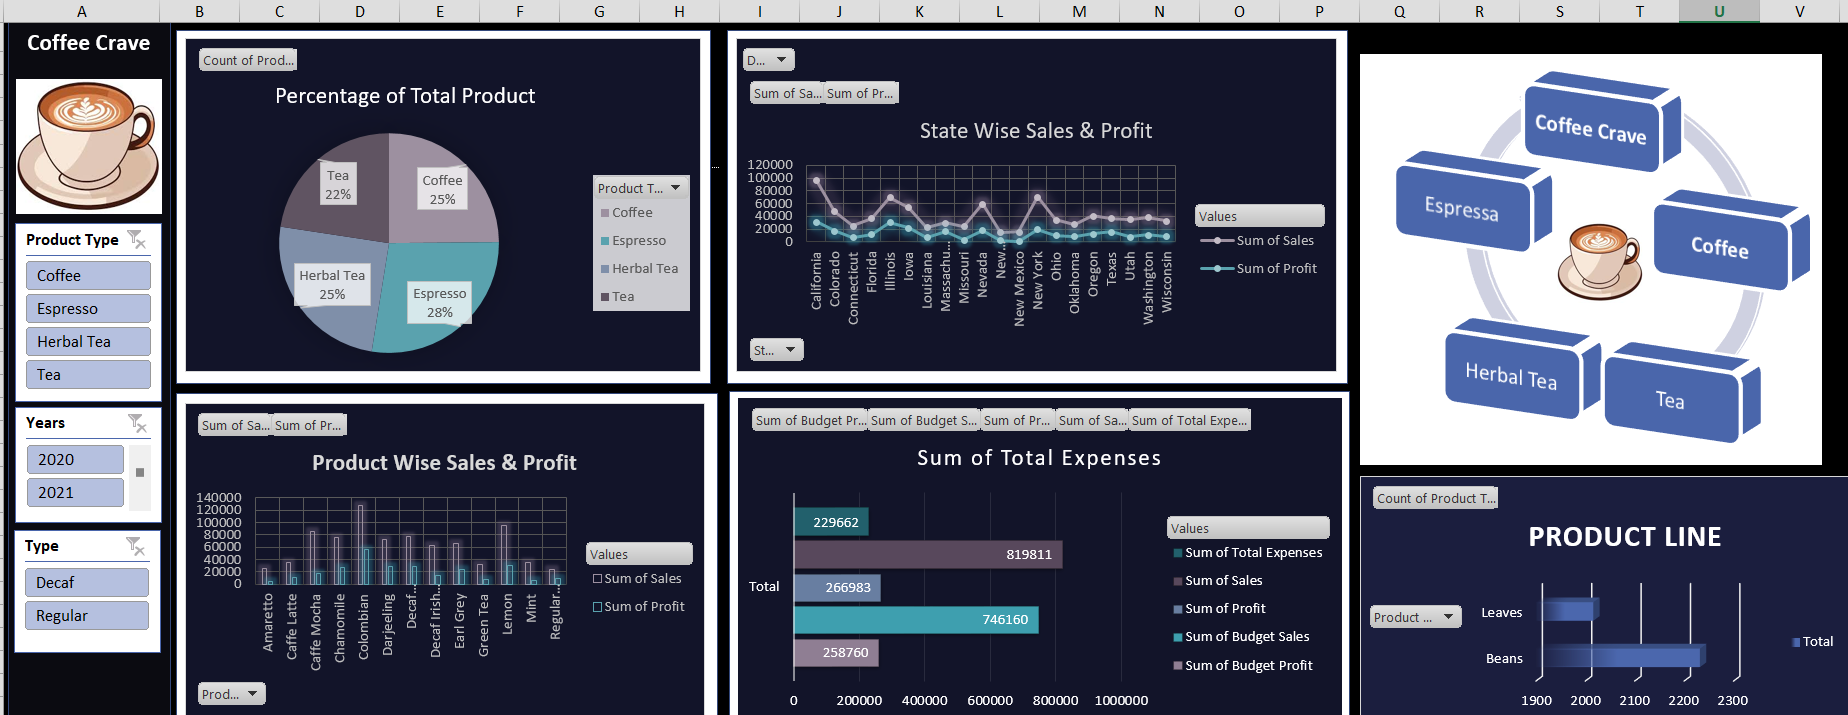 A B C D E F G H I J K L M N O P Q R S T U V
Coffee Crave
Product Type
Coffee
Espresso
Herbal Tea
Tea
Years
2020
2021
Type
Decaf
Regular
Count of Prod...
Percentage of Total Product
Tea
22%
Coffee
25%
Herbal Tea
25%
Espresso
28%
Product T...
Coffee
Espresso
Herbal Tea
Tea
D...
Sum of Sa... Sum of Pr...
State Wise Sales & Profit
120000
100000
80000
60000
40000
20000
0
California
Colorado
Connecticut
Florida
Illinois
Iowa
Louisiana
Massachu...
Missouri
Nevada
New...
New Mexico
New York
Ohio
Oklahoma
Oregon
Texas
Utah
Washington
Wisconsin
Values
Sum of Sales
Sum of Profit
St...
Coffee Crave
Espressa
Coffee
Herbal Tea
Tea
Sum of Sa... Sum of Pr...
Product Wise Sales & Profit
140000
120000
100000
80000
60000
40000
20000
0
Amaretto
Caffe Latte
Caffe Mocha
Chamomile
Colombian
Darjeeling
Decaf...
Decaf Irish...
Earl Grey
Green Tea
Lemon
Mint
Regular...
Values
Sum of Sales
Sum of Profit
Prod...
Sum of Budget Pr... Sum of Budget S... Sum of Pr... Sum of Sa... Sum of Total Expe...
Sum of Total Expenses
229662
819811
Total
266983
746160
258760
0 200000 400000 600000 800000 1000000
Values
Sum of Total Expenses
Sum of Sales
Sum of Profit
Sum of Budget Sales
Sum of Budget Profit
Count of Product T...
PRODUCT LINE
Product ...
Leaves
Beans
Total
1900 2000 2100 2200 2300